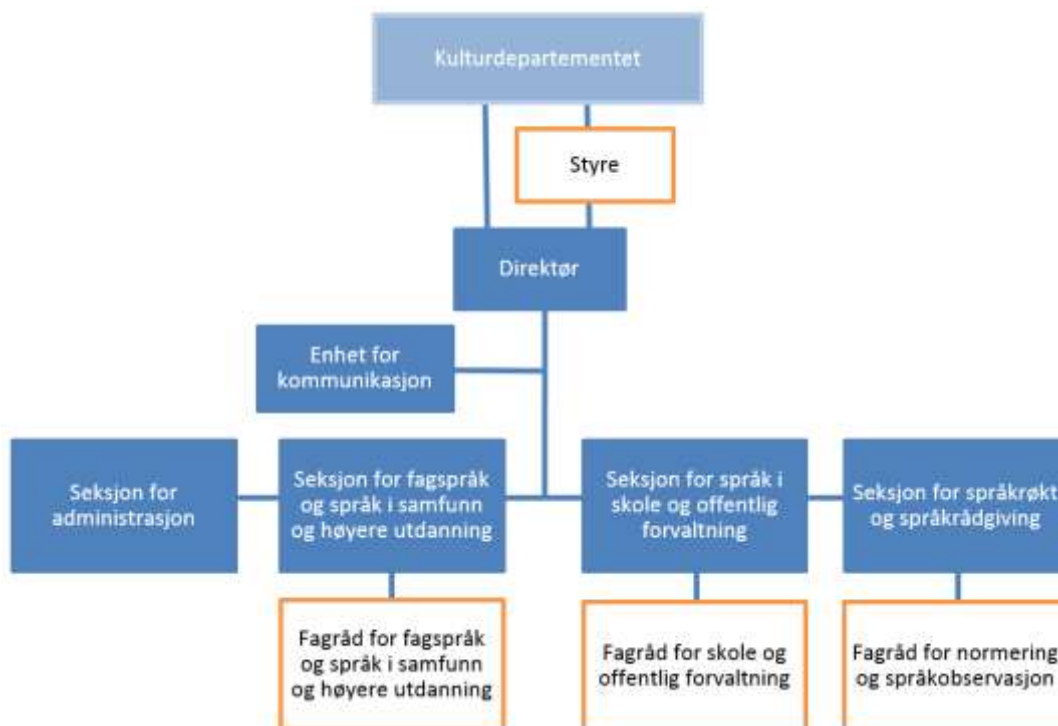 Kulturdepartementet
Styre
Direktør
Enhet for
kommunikasjon
Seksjon for
administrasjon
Seksjon for fagspråk
og språk i samfunn
og høyere utdanning
Seksjon for språk i
skole og offentlig
forvaltning
Seksjon for språkrøkt
og språkrådgiving
Fagråd for fagspråk
og språk i samfunn
og høyere utdanning
Fagråd for skole og
offentlig forvaltning
Fagråd for normering
og språkobservasjon